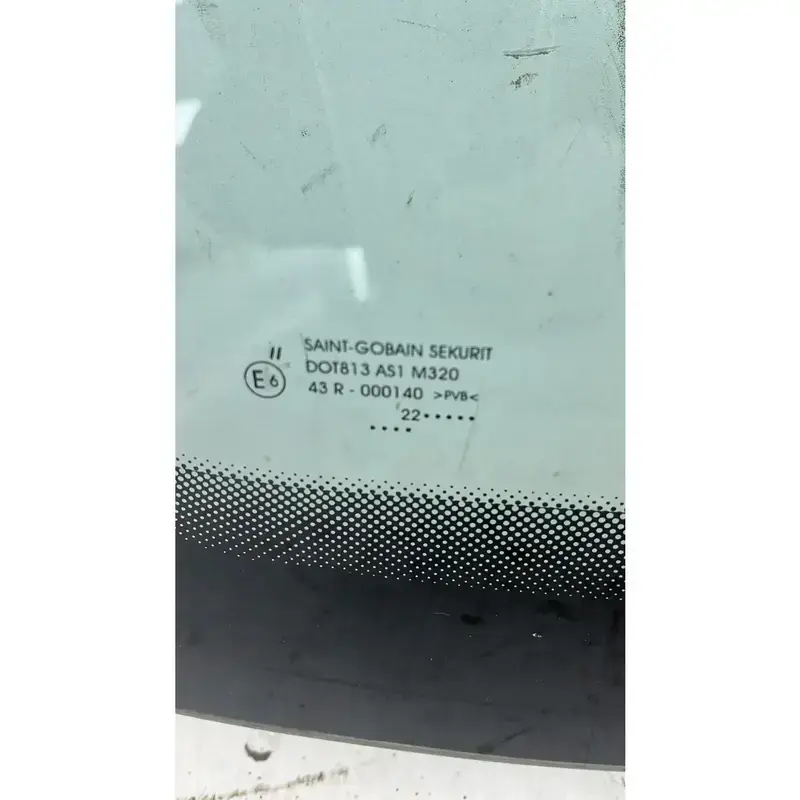 II
SAINT-GOBAIN SEKURIT
E6
DOT813 AS1 M320
43 R - 000140 >PVB<
22•••••
••••